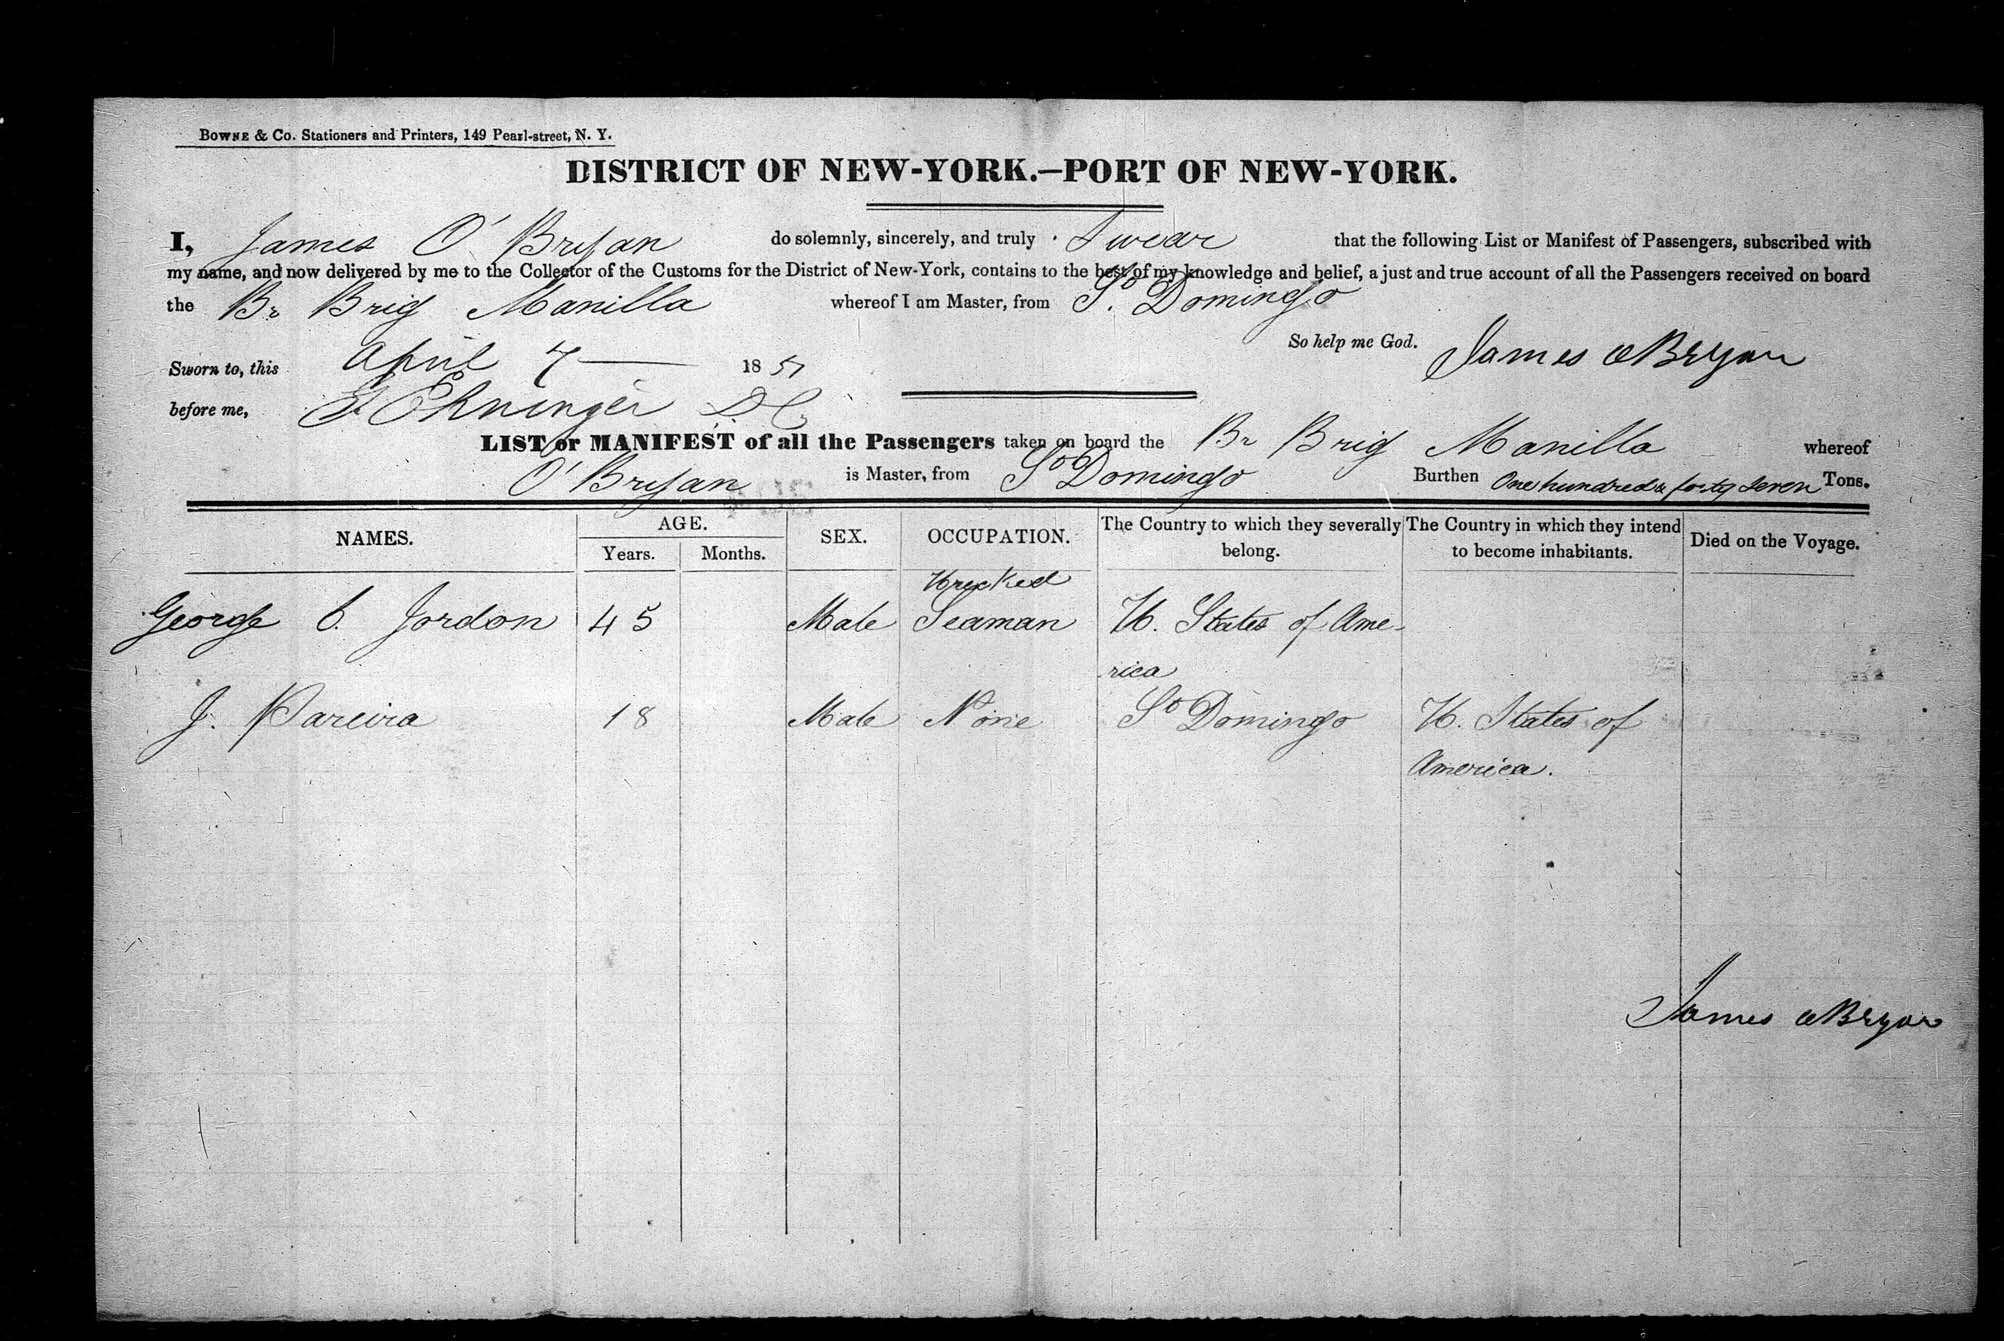 BOWNE & Co. Stationers and Printers, 149 Pearl-street, N. Y.
DISTRICT OF NEW-YORK.—PORT OF NEW-YORK.
I, James O'Bryan do solemnly, sincerely, and truly Swear that the following List or Manifest of Passengers, subscribed with
my name, and now delivered by me to the Collector of the Customs for the District of New-York, contains to the best of my knowledge and belief, a just and true account of all the Passengers received on board
the Br Brig Manilla whereof I am Master, from St. Domingo
So help me God. James OBryan
Sworn to, this April 7 1851
before me, Ehninger DC
LIST or MANIFEST of all the Passengers taken on board the Br Brig Manilla whereof
O'Bryan is Master, from St Domingo Burthen One hundred & forty Seven Tons.
NAMES. AGE. SEX. OCCUPATION. The Country to which they severally belong. The Country in which they intend to become inhabitants. Died on the Voyage.
Years. Months.
Wrecked
George C. Jordon 45 Male Seaman U. States of Ame-
rica
J. Pareira 18 Male None St Domingo U. States of
America.
James OBryan